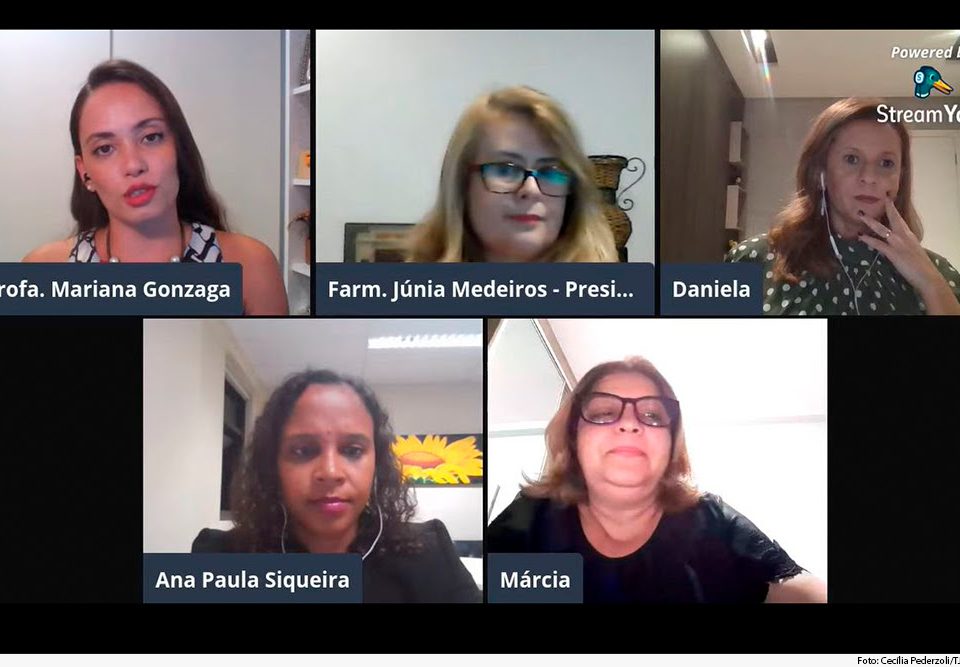 Powered b
StreamYa
rofa. Mariana Gonzaga
Farm. Júnia Medeiros - Presi...
Daniela
Ana Paula Siqueira
Márcia
Foto: Cecília Pederzoli/T.